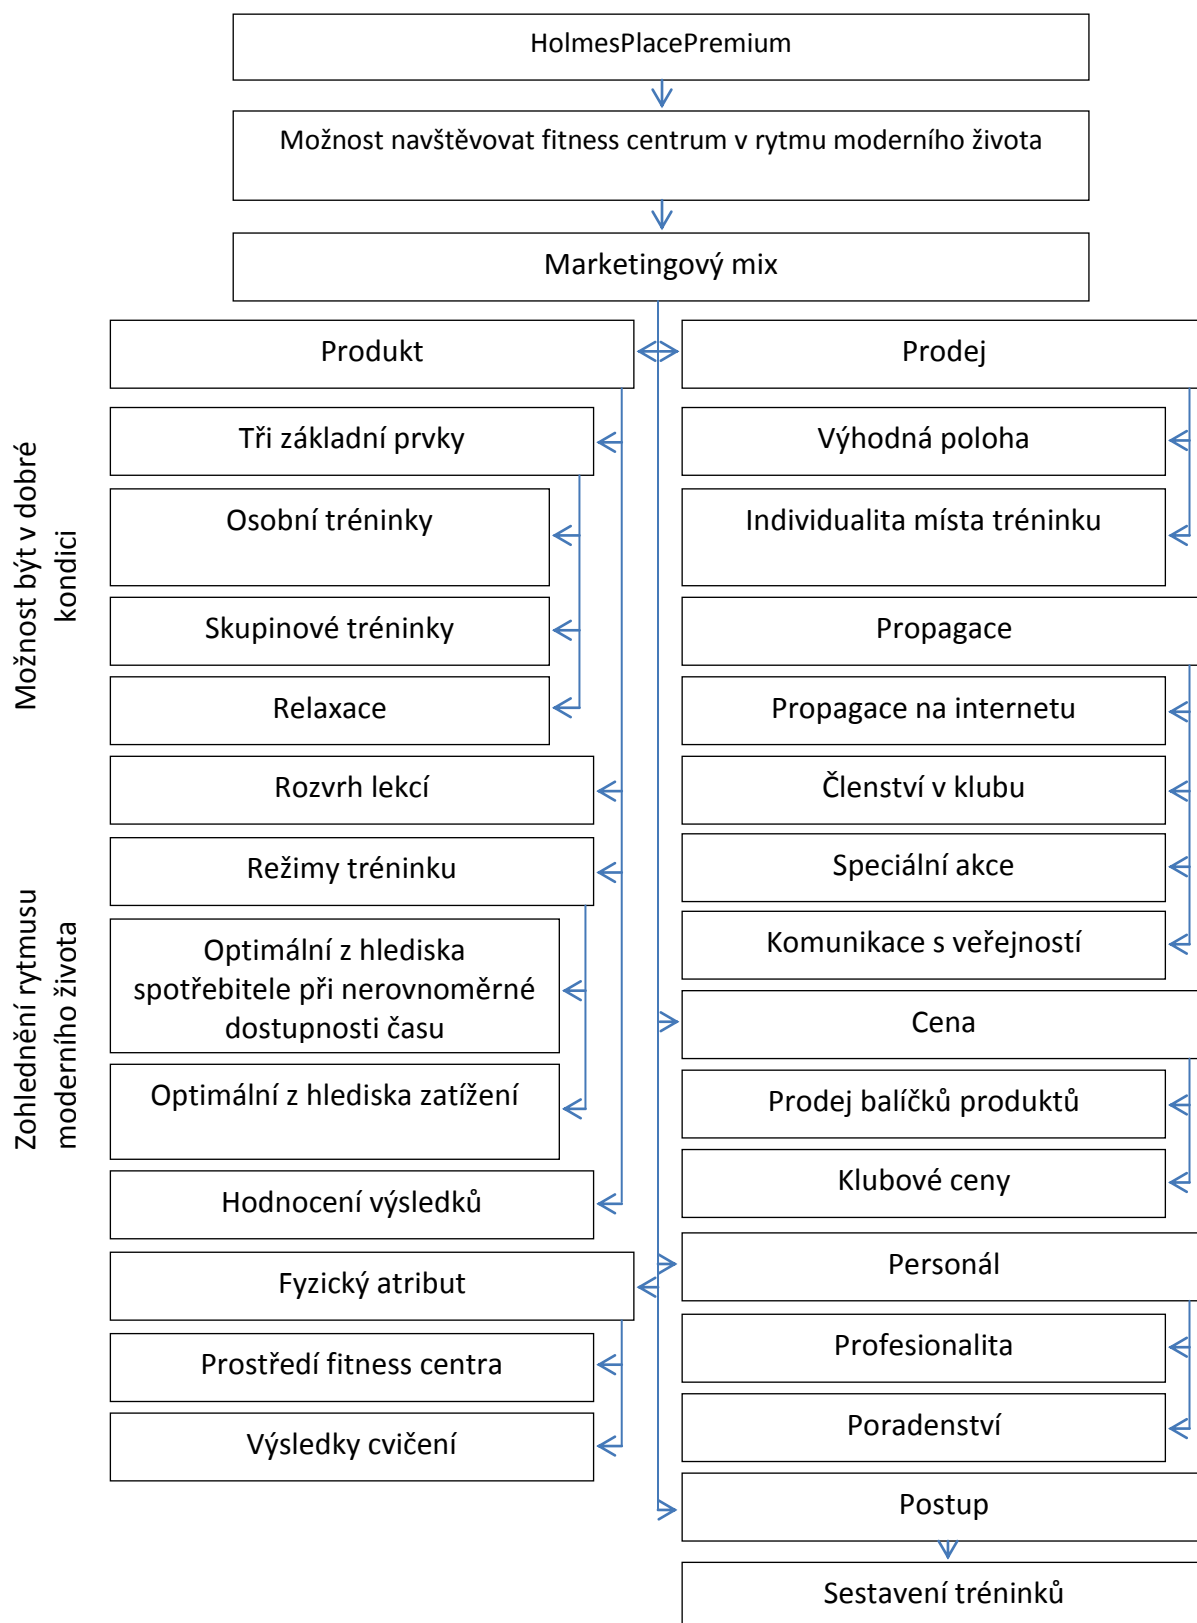 HolmesPlacePremium
Možnost navštěvovat fitness centrum v rytmu moderního života
Marketingový mix
Produkt
Tři základní prvky
Osobní tréninky
Skupinové tréninky
Relaxace
Rozvrh lekcí
Režimy tréninku
Optimální z hlediska
spotřebitele při nerovnoměrné
dostupnosti času
Optimální z hlediska zatížení
Hodnocení výsledků
Fyzický atribut
Prostředí fitness centra
Výsledky cvičení
Možnost být v dobré
kondici
Zohlednění rytmusu
moderního života
Prodej
Výhodná poloha
Individualita místa tréninku
Propagace
Propagace na internetu
Členství v klubu
Speciální akce
Komunikace s veřejností
Cena
Prodej balíčků produktů
Klubové ceny
Personál
Profesionalita
Poradenství
Postup
Sestavení tréninků